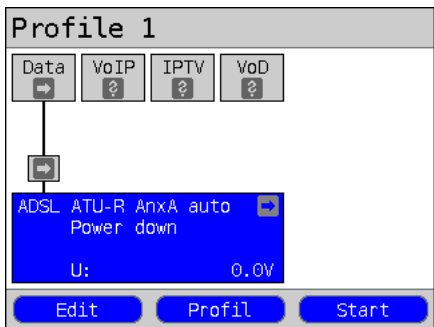 Profile 1
Data VoIP IPTV VoD
? ? ?
ADSL ATU-R AnxA auto
Power down
U: 0.0V
Edit Profil Start